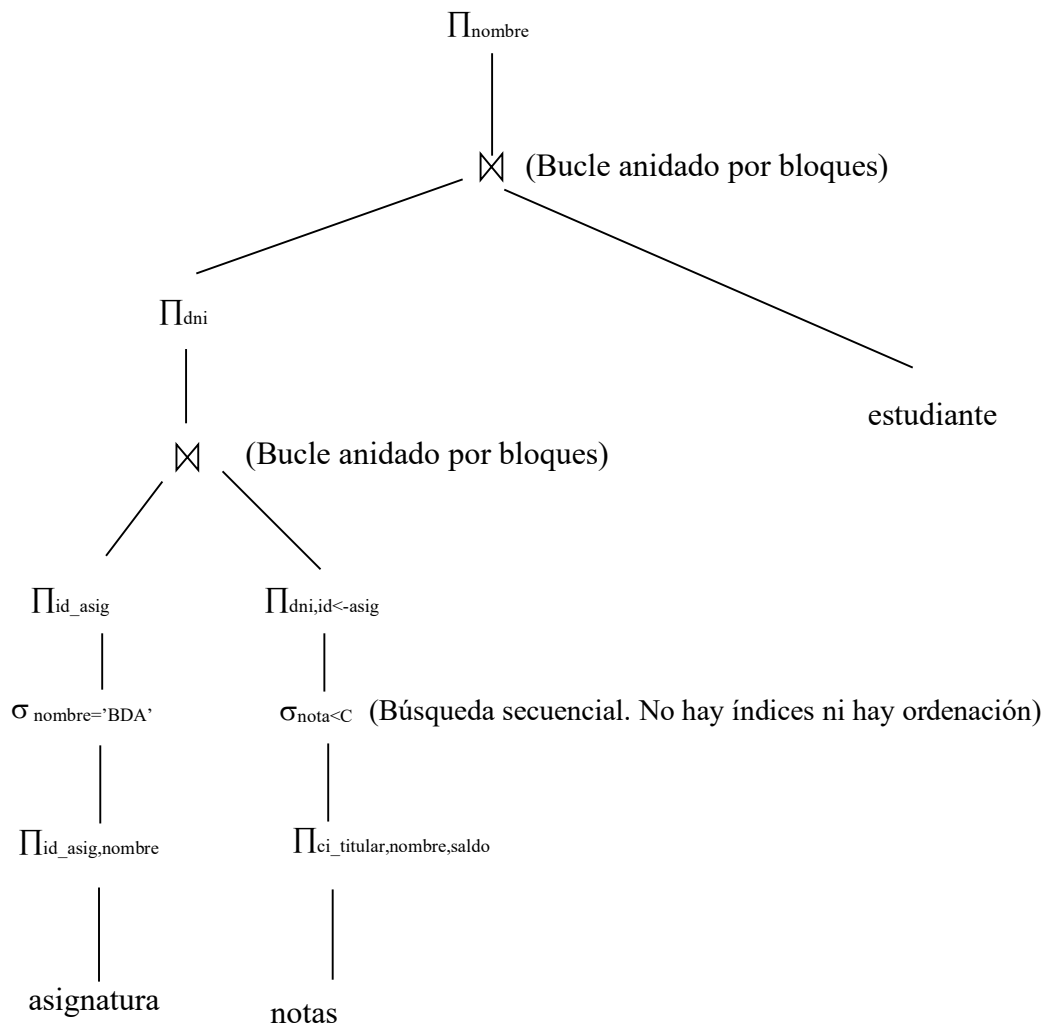 ∏nombre
⋈ (Bucle anidado por bloques)
∏dni
estudiante
⋈ (Bucle anidado por bloques)
∏id_asig ∏dni,id<-asig
σ nombre=’BDA’ σnota<C (Búsqueda secuencial. No hay índices ni hay ordenación)
∏id_asig,nombre ∏ci_titular,nombre,saldo
asignatura
notas